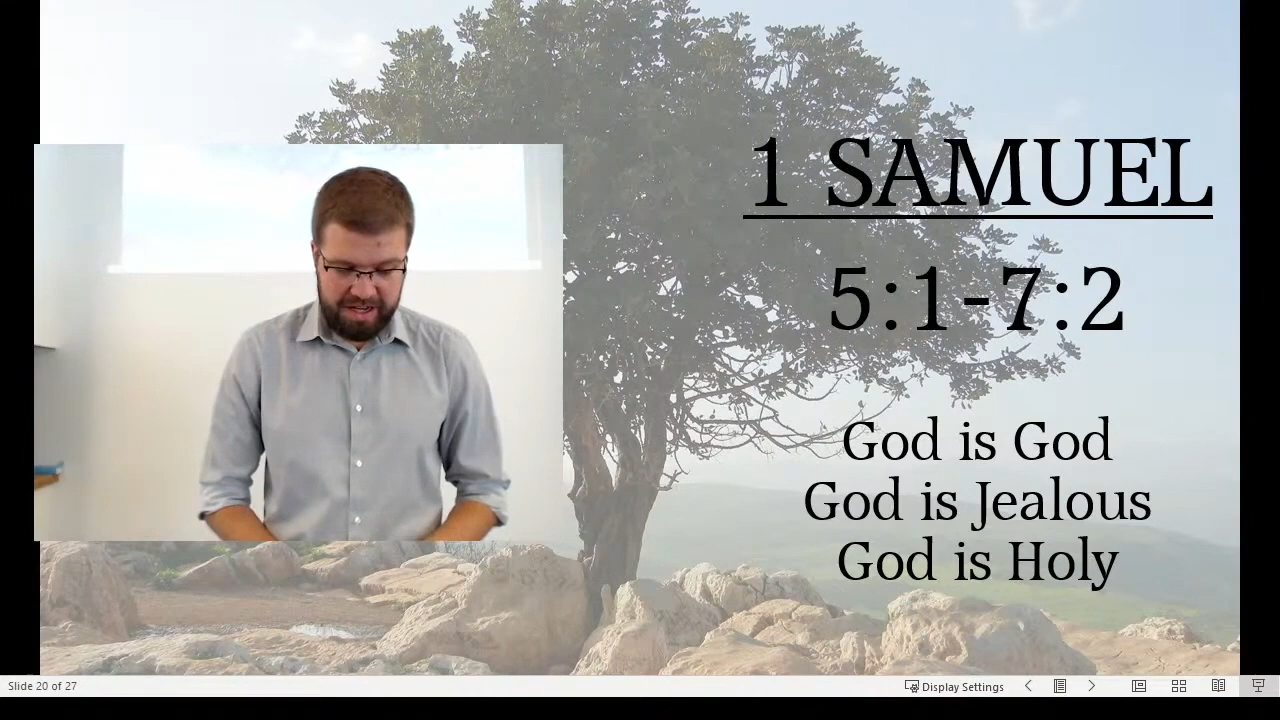 1 SAMUEL
5:1-7:2
God is God
God is Jealous
God is Holy
Slide 20 of 27
Display Settings